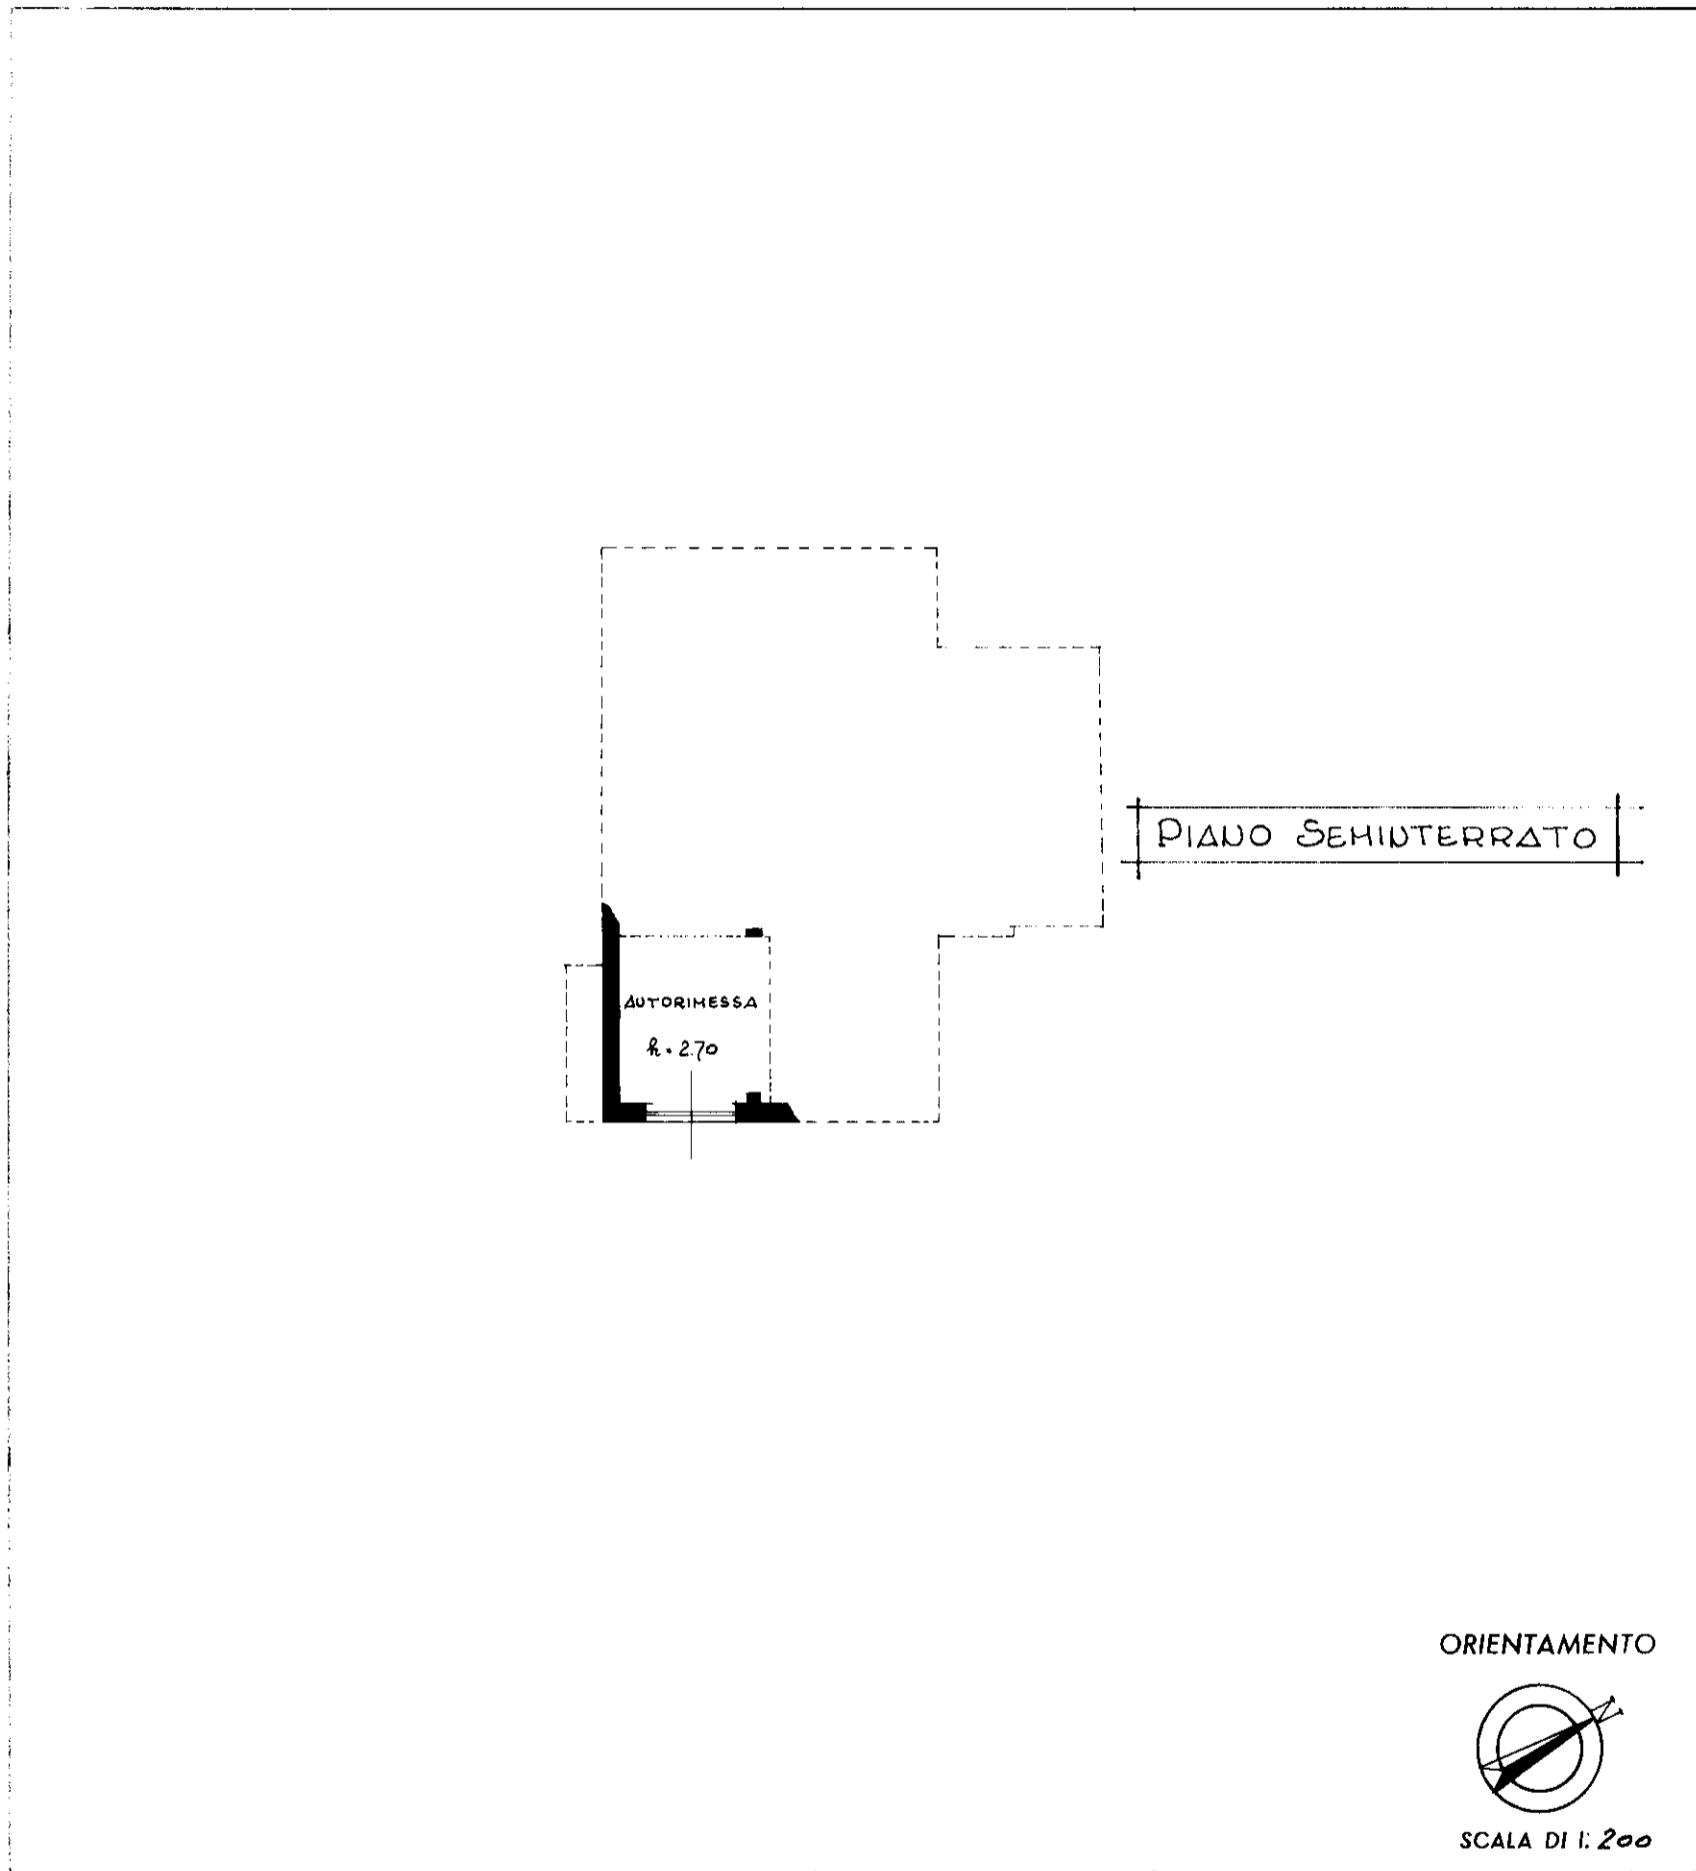 PIANO SEMINTERRATO
AUTORIMESSA
h. 2.70
ORIENTAMENTO
N
SCALA DI 1: 200